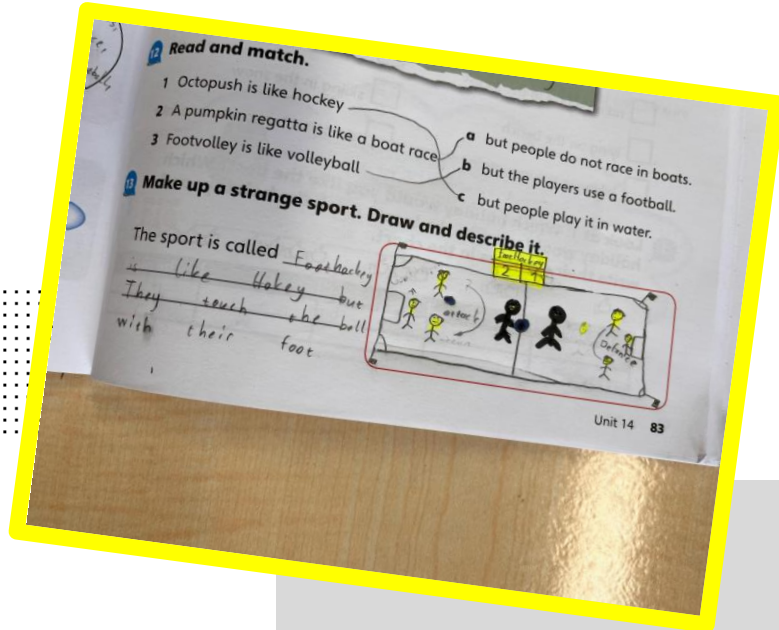 12 Read and match.
1 Octopush is like hockey
2 A pumpkin regatta is like a boat race
3 Footvolley is like volleyball
a but people do not race in boats.
b but the players use a football.
c but people play it in water.
13 Make up a strange sport. Draw and describe it.
The sport is called Foothockey
is like Hokey but
They touch the ball
with their foot
2
attack
Defence
Unit 14 83